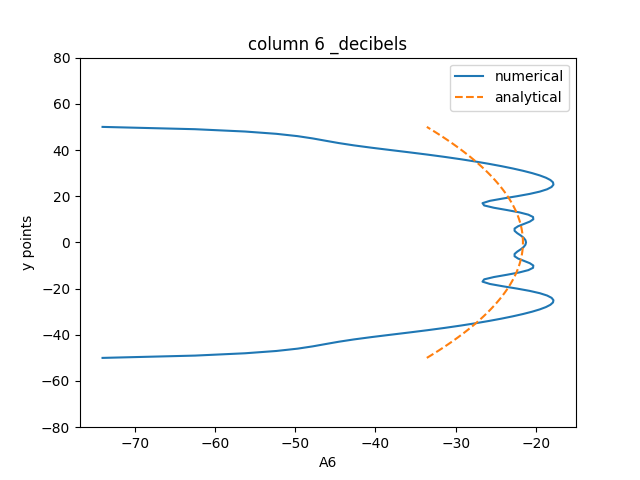 column 6 _decibels
80
60
40
20
0
−20
−40
−60
−80
y points
numerical
analytical
−70 −60 −50 −40 −30 −20
A6